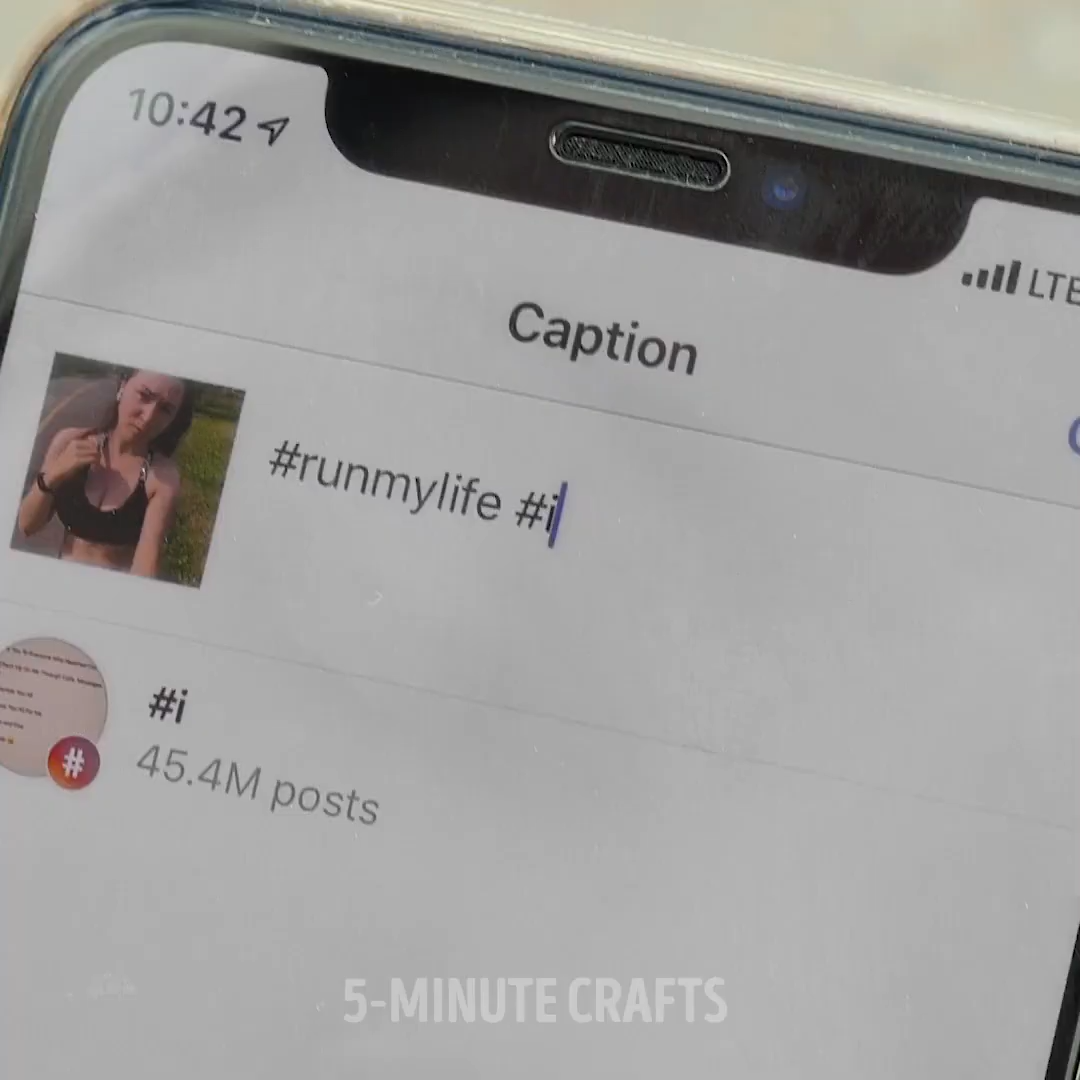 10:42
LTE
Caption
#runmylife #i
#i
#
45.4M posts
5-MINUTE CRAFTS